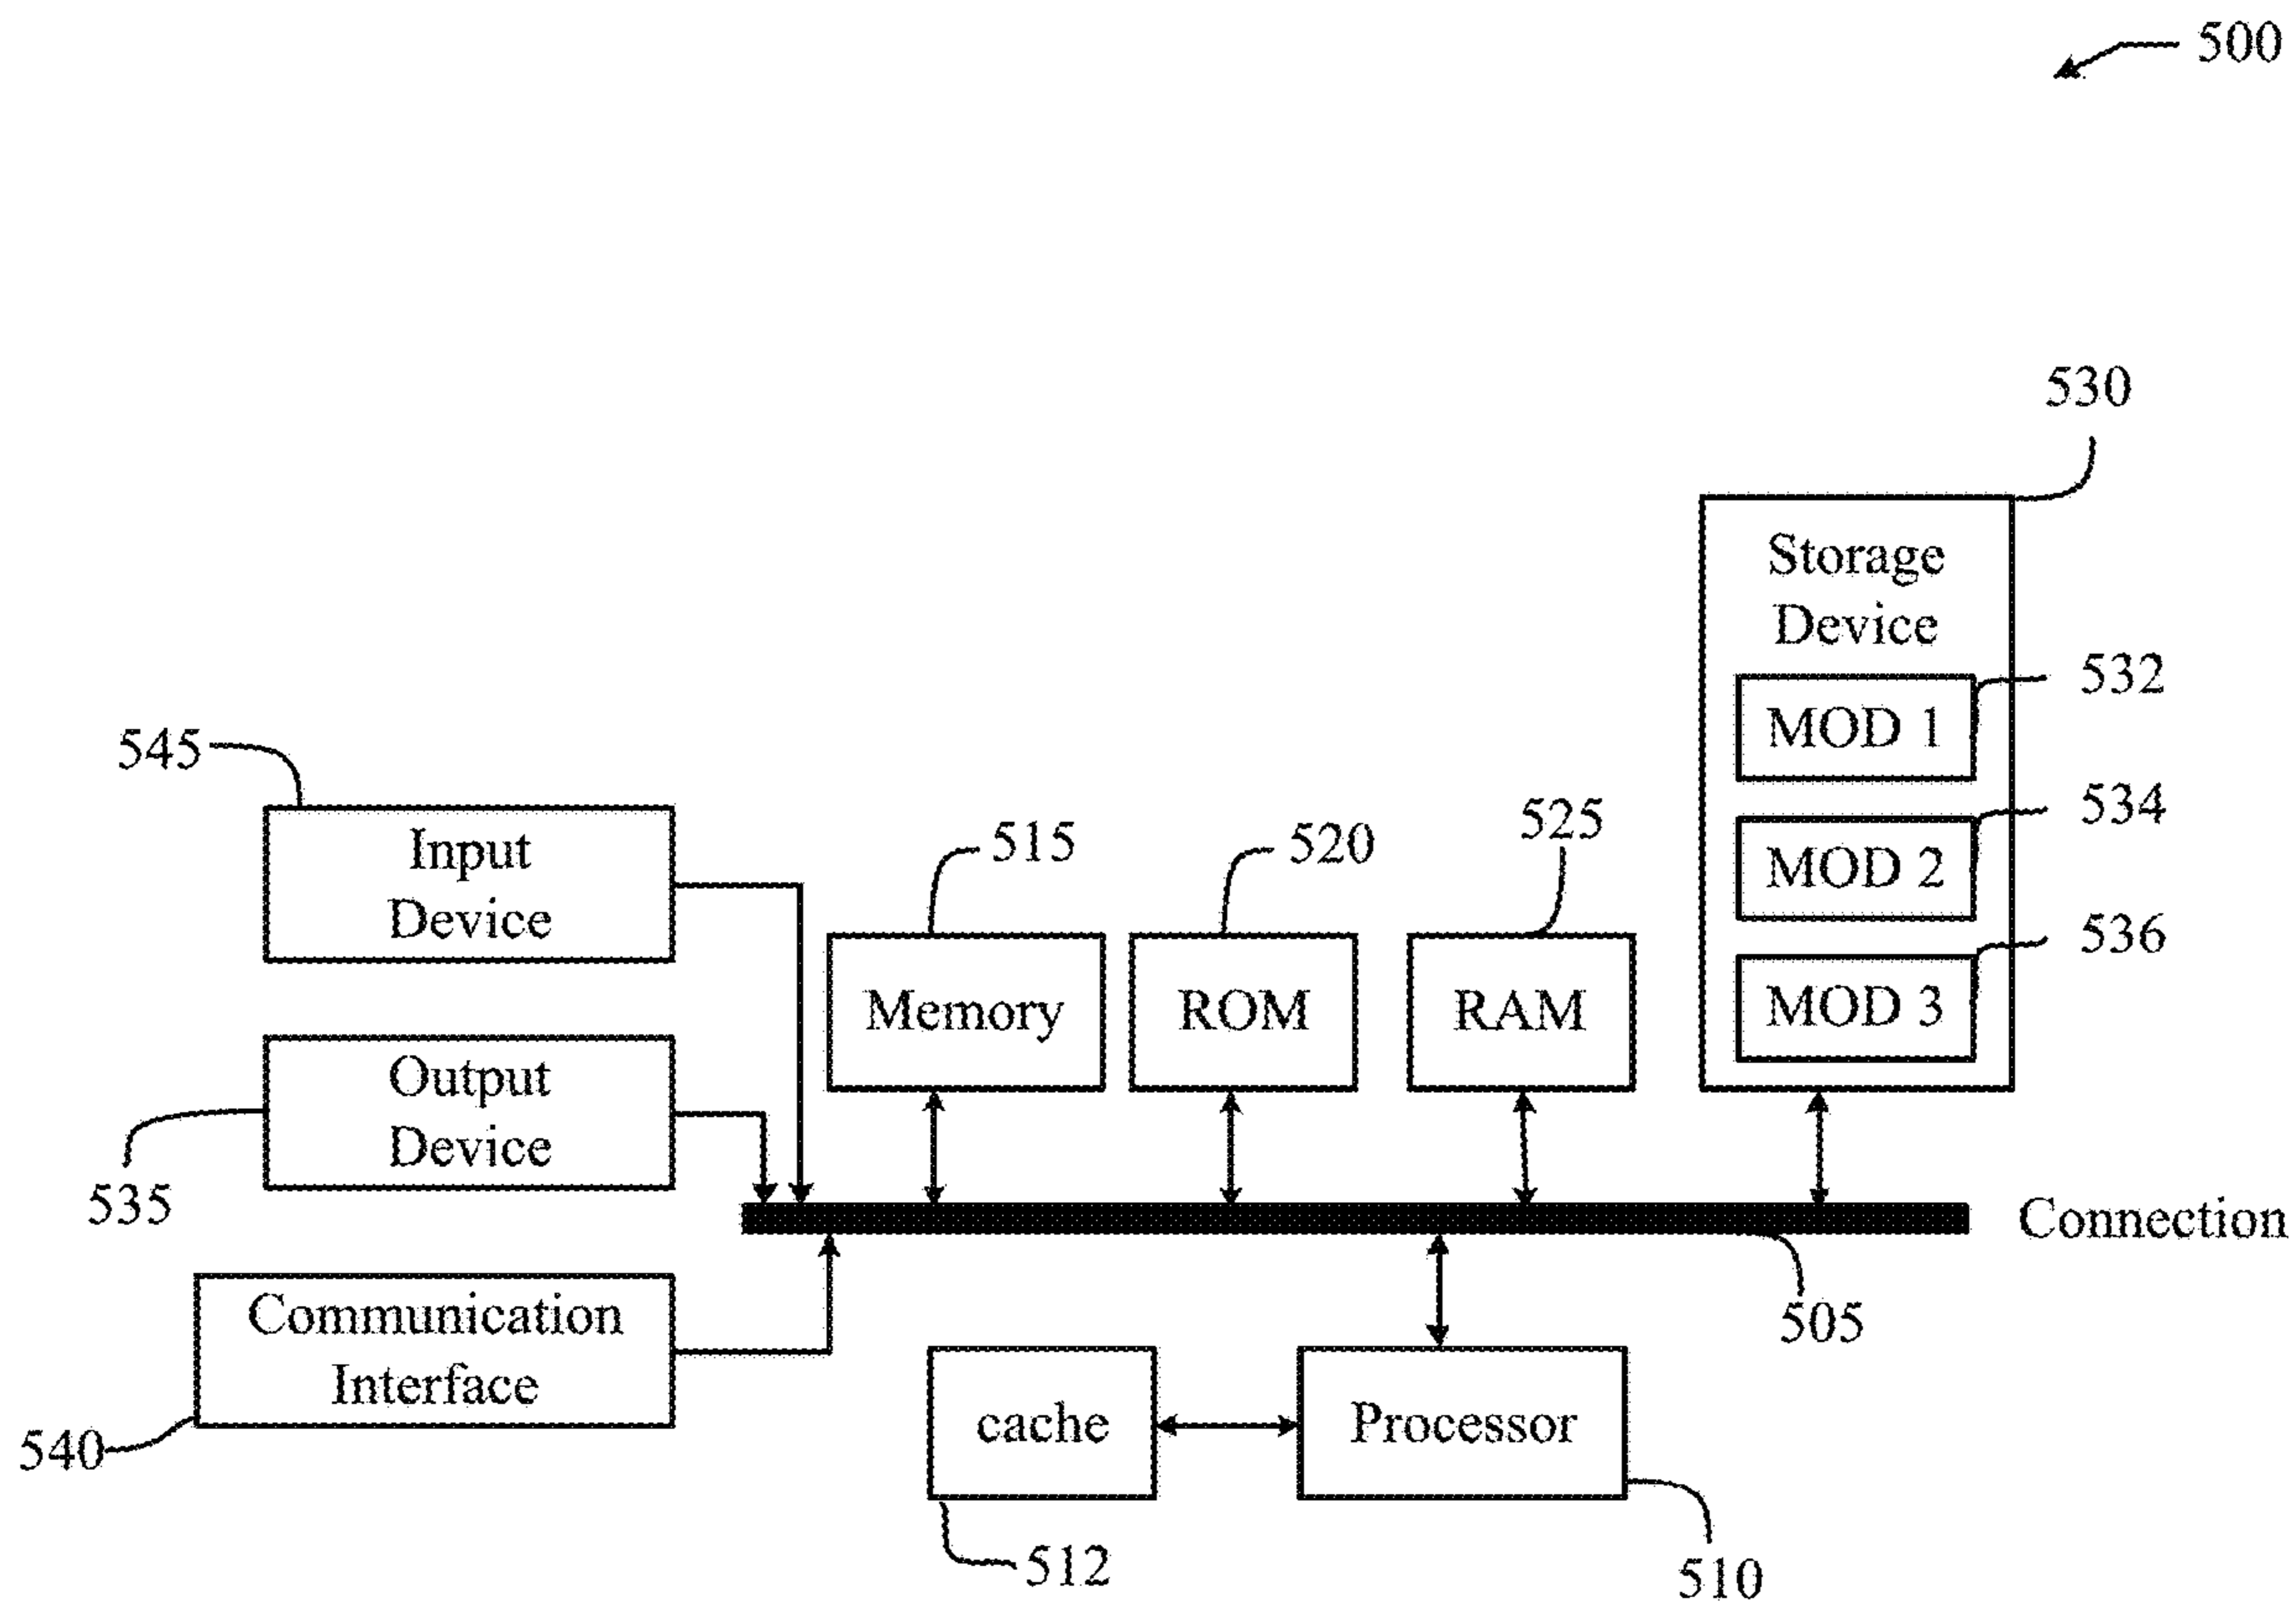 500
530
Storage
Device
532
MOD 1
545
534
525
515
520
Input
Device
MOD 2
536
Memory
ROM
RAM
MOD 3
Output
Device
535
Connection
Communication
Interface
505
540
cache
Processor
512
510